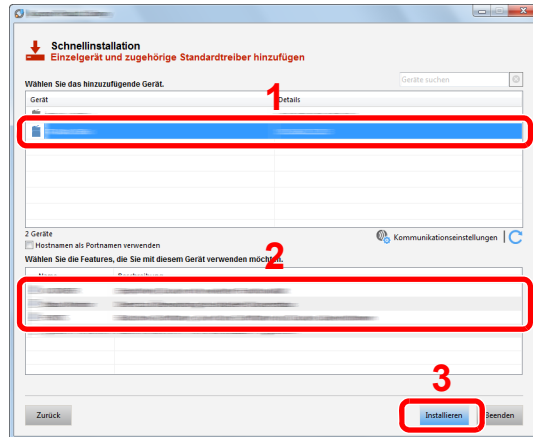 Schnellinstallation
Einzelgerät und zugehörige Standardtreiber hinzufügen
Geräte suchen
Wählen Sie das hinzuzufügende Gerät.
1
Gerät Details
2 Geräte
Kommunikationseinstellungen
Hostnamen als Portnamen verwenden
2
Wählen Sie die Features, die Sie mit diesem Gerät verwenden möchten.
3
Zurück Installieren Beenden